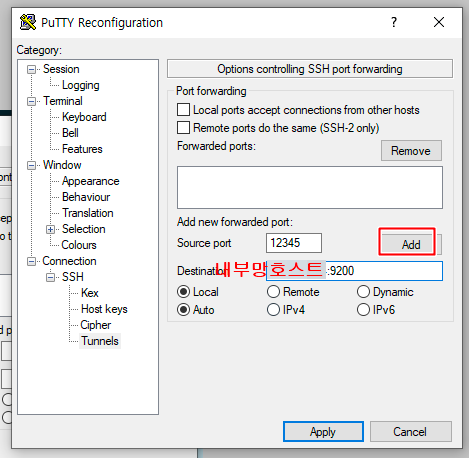 PuTTY Reconfiguration
?
Category:
Session
Logging
Terminal
Keyboard
Bell
Features
Window
Appearance
Behaviour
Translation
Selection
Colours
Connection
SSH
Kex
Host keys
Cipher
Tunnels
Options controlling SSH port forwarding
Port forwarding
Local ports accept connections from other hosts
Remote ports do the same (SSH-2 only)
Forwarded ports:
Remove
Add new forwarded port:
Source port 12345 Add
Destination 내부망호스트 :9200
Local Remote Dynamic
Auto IPv4 IPv6
Apply Cancel